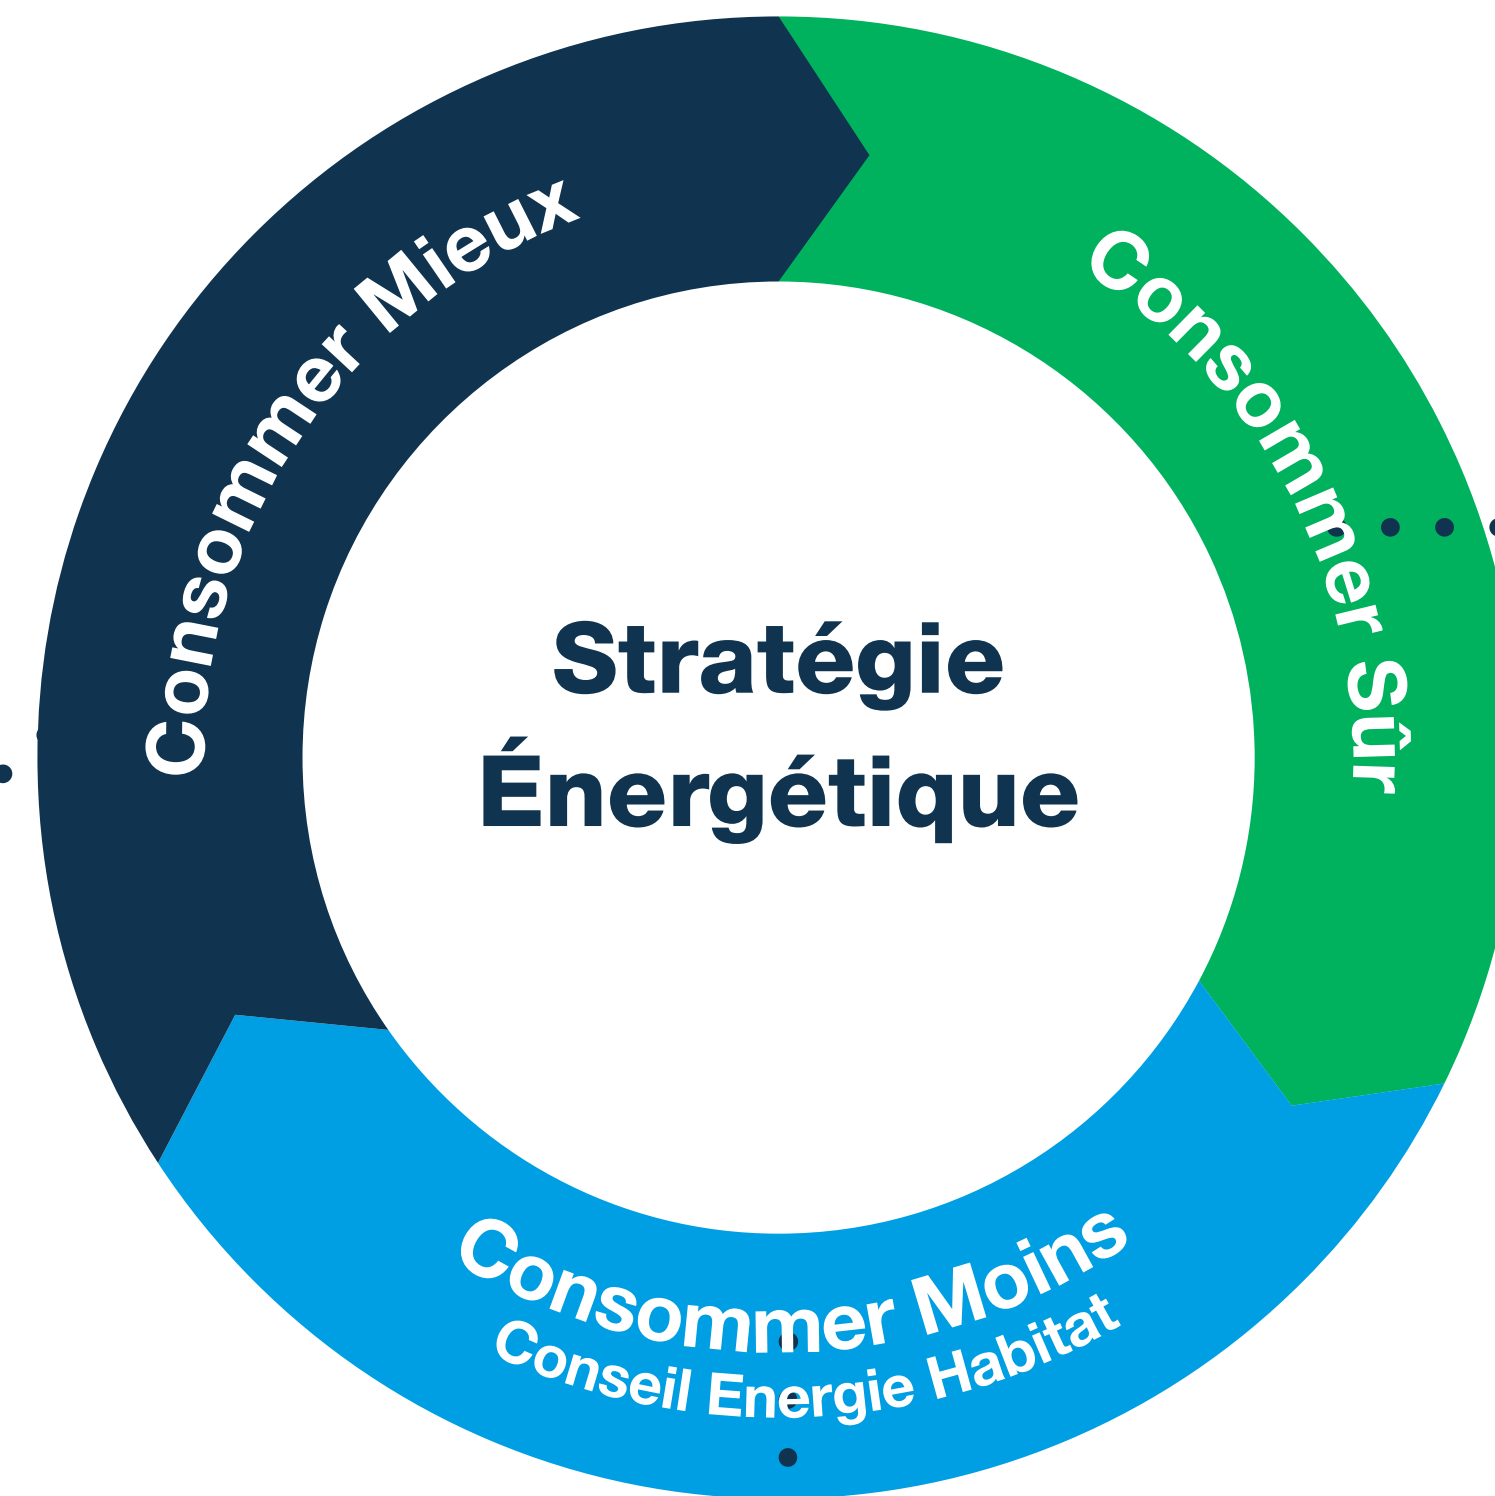 Consommer Mieux
Consommer Sûr
Stratégie
Énergétique
Consommer Moins
Conseil Energie Habitat